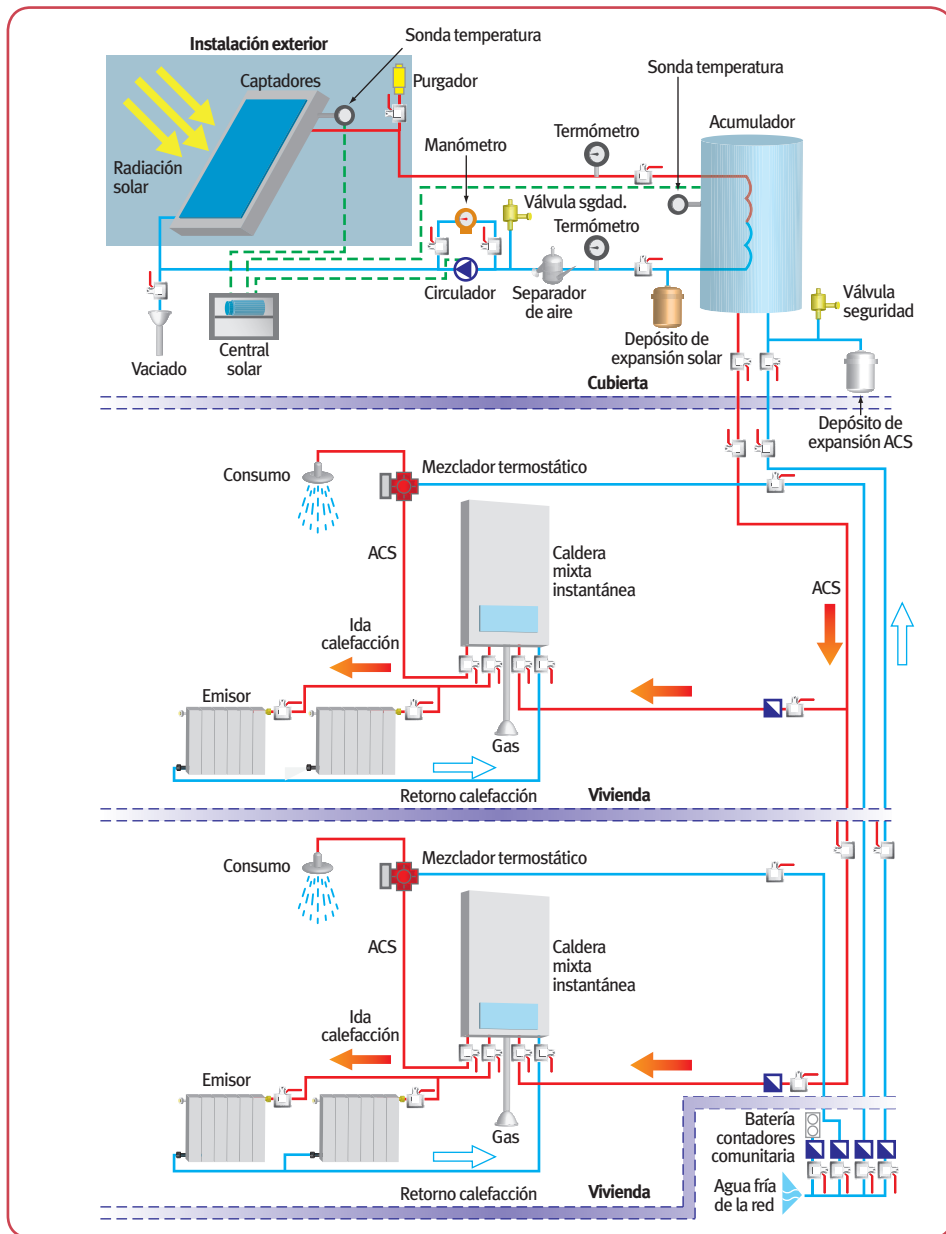 Instalación exterior
Sonda temperatura
Captadores
Purgador
Sonda temperatura
Acumulador
Termómetro
Manómetro
Radiación
solar
Válvula sgdad.
Termómetro
Circulador
Separador
de aire
Válvula
seguridad
Vaciado
Central
solar
Depósito de
expansión solar
Cubierta
Depósito de
expansión ACS
Consumo
Mezclador termostático
ACS
Caldera
mixta
instantánea
ACS
Ida
calefacción
Emisor
Gas
Retorno calefacción
Vivienda
Consumo
Mezclador termostático
ACS
Caldera
mixta
instantánea
Ida
calefacción
Emisor
Gas
Batería
contadores
comunitaria
Agua fría
de la red
Retorno calefacción
Vivienda